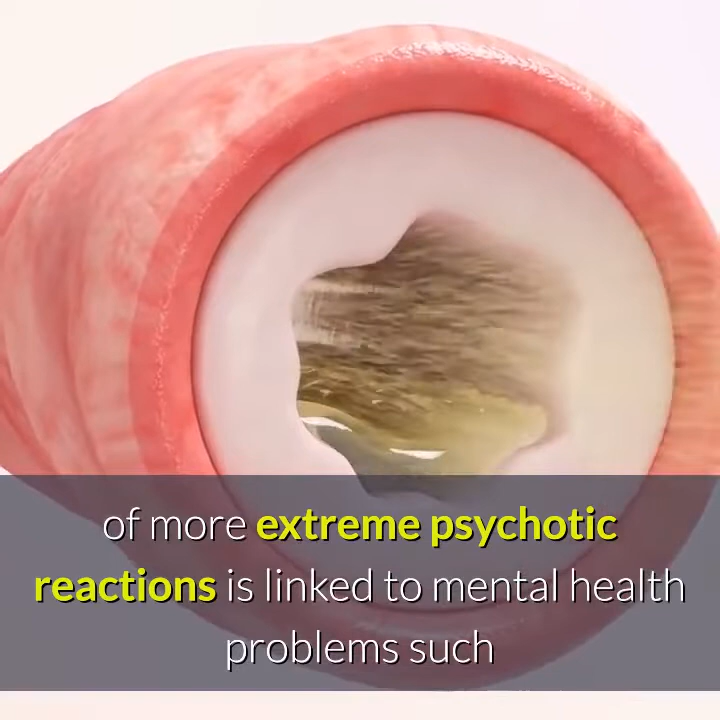 of more extreme psychotic
reactions is linked to mental health
problems such